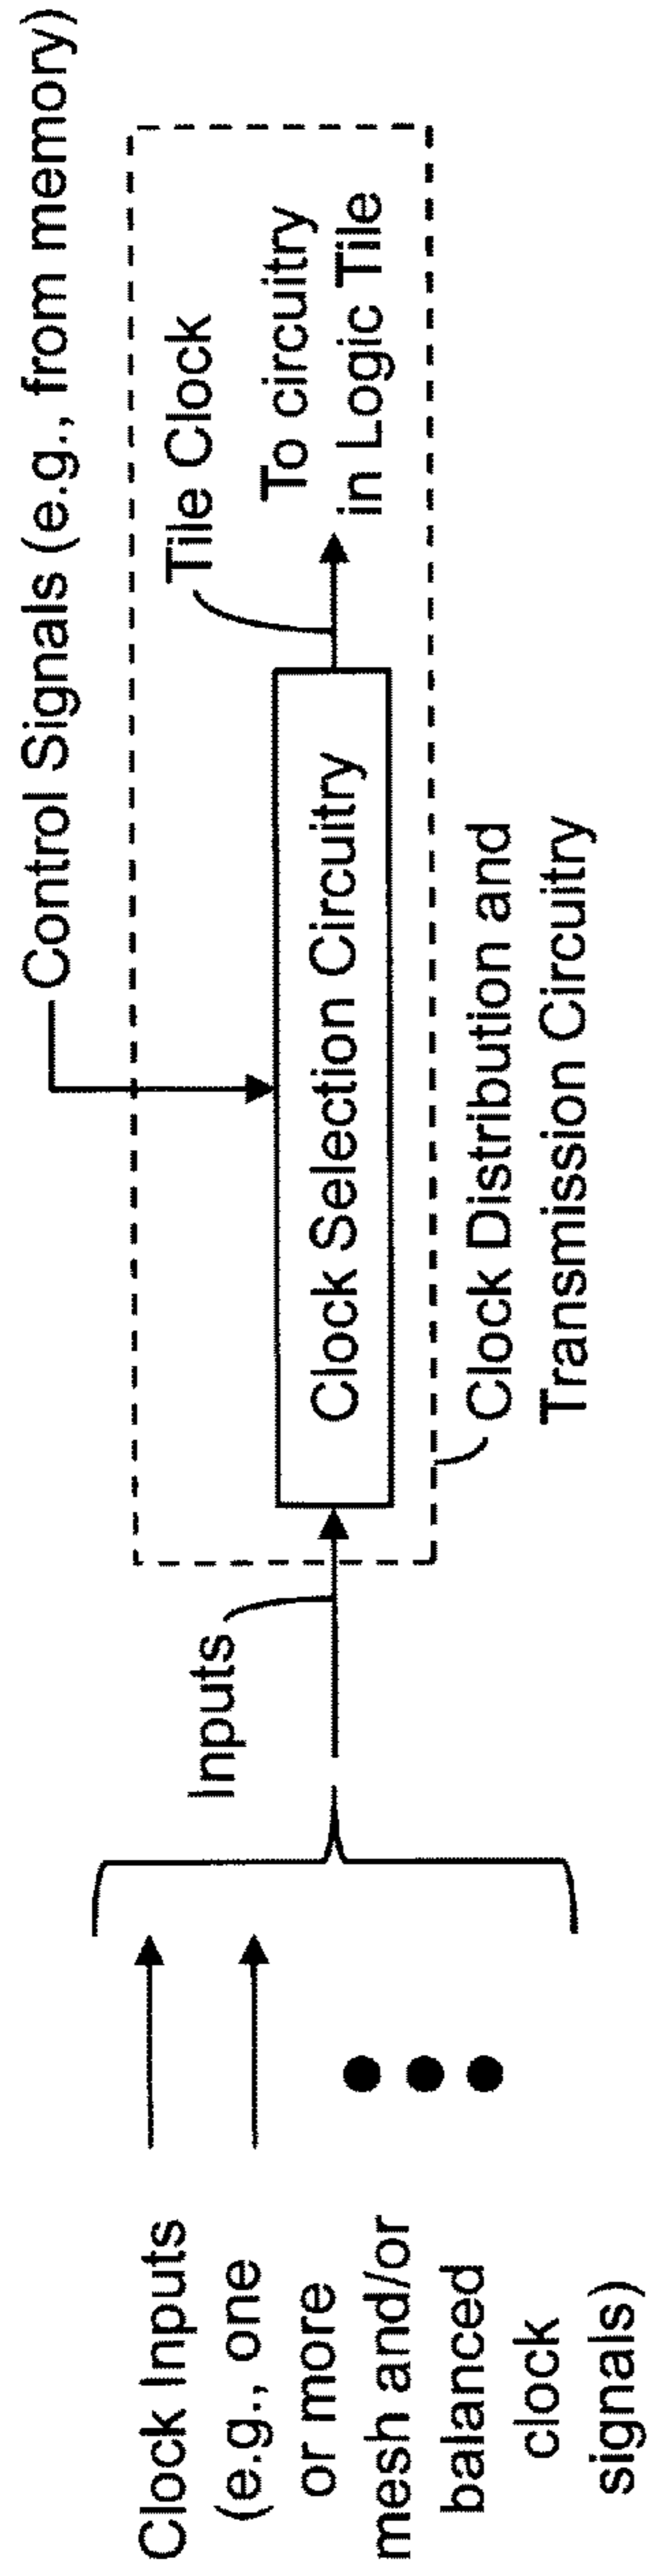 Control Signals (e.g., from memory)
Clock Inputs
(e.g., one
or more
mesh and/or
balanced
clock
signals)
Inputs
Clock Selection Circuitry
Tile Clock
To circuitry
in Logic Tile
Clock Distribution and
Transmission Circuitry